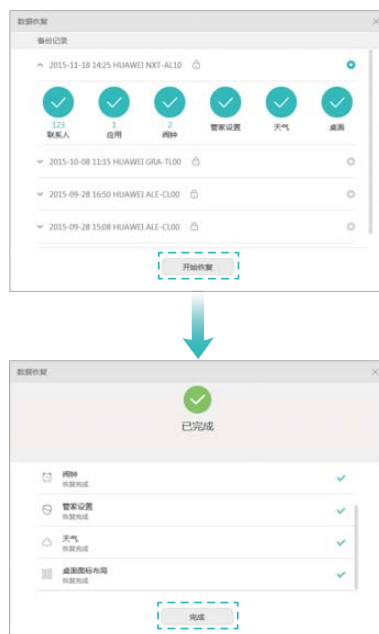 数据恢复
备份记录
2015-11-18 14:25 HUAWEI NXT-AL10
123 1 2
联系人 应用 闹钟 管家设置 天气 桌面
2015-10-08 11:15 HUAWEI GRA-TL00
2015-09-28 16:50 HUAWEI ALE-CL00
2015-09-28 15:08 HUAWEI ALE-CL00
开始恢复
数据恢复
已完成
闹钟
恢复完成
管家设置
恢复完成
天气
恢复完成
桌面图标布局
恢复完成
完成